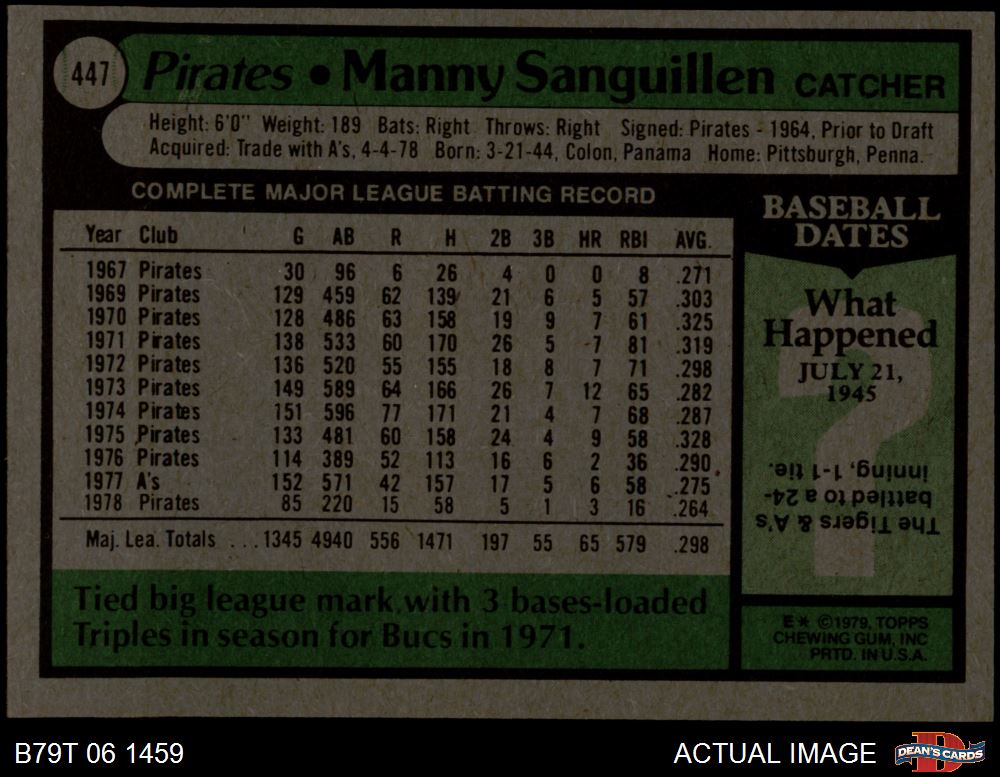 447 Pirates • Manny Sanguillen CATCHER
Height: 6'0" Weight: 189 Bats: Right Throws: Right Signed: Pirates - 1964, Prior to Draft
Acquired: Trade with A's, 4-4-78 Born: 3-21-44, Colon, Panama Home: Pittsburgh, Penna.
COMPLETE MAJOR LEAGUE BATTING RECORD
Year Club G AB R H 2B 3B HR RBI AVG.
1967 Pirates 30 96 6 26 4 0 0 8 .271
1969 Pirates 129 459 62 139 21 6 5 57 .303
1970 Pirates 128 486 63 158 19 9 7 61 .325
1971 Pirates 138 533 60 170 26 5 7 81 .319
1972 Pirates 136 520 55 155 18 8 7 71 .298
1973 Pirates 149 589 64 166 26 7 12 65 .282
1974 Pirates 151 596 77 171 21 4 7 68 .287
1975 Pirates 133 481 60 158 24 4 9 58 .328
1976 Pirates 114 389 52 113 16 6 2 36 .290
1977 A's 152 571 42 157 17 5 6 58 .275
1978 Pirates 85 220 15 58 5 1 3 16 .264
Maj. Lea. Totals ...1345 4940 556 1471 197 55 65 579 .298
Tied big league mark with 3 bases-loaded
Triples in season for Bucs in 1971.
BASEBALL
DATES
What
Happened
JULY 21,
1945
?
The Tigers & A's
battled to a 24-
inning, 1-1 tie.
E* ©1979, TOPPS
CHEWING GUM, INC
PRTD. IN U.S.A.
B79T 06 1459 ACTUAL IMAGE D DEAN'S CARDS